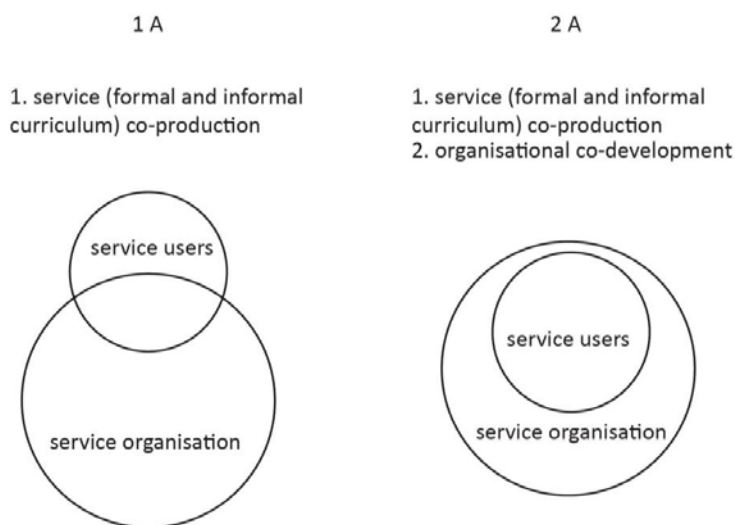 1 A
1. service (formal and informal
curriculum) co-production
service users
service organisation
2 A
1. service (formal and informal
curriculum) co-production
2. organisational co-development
service users
service organisation